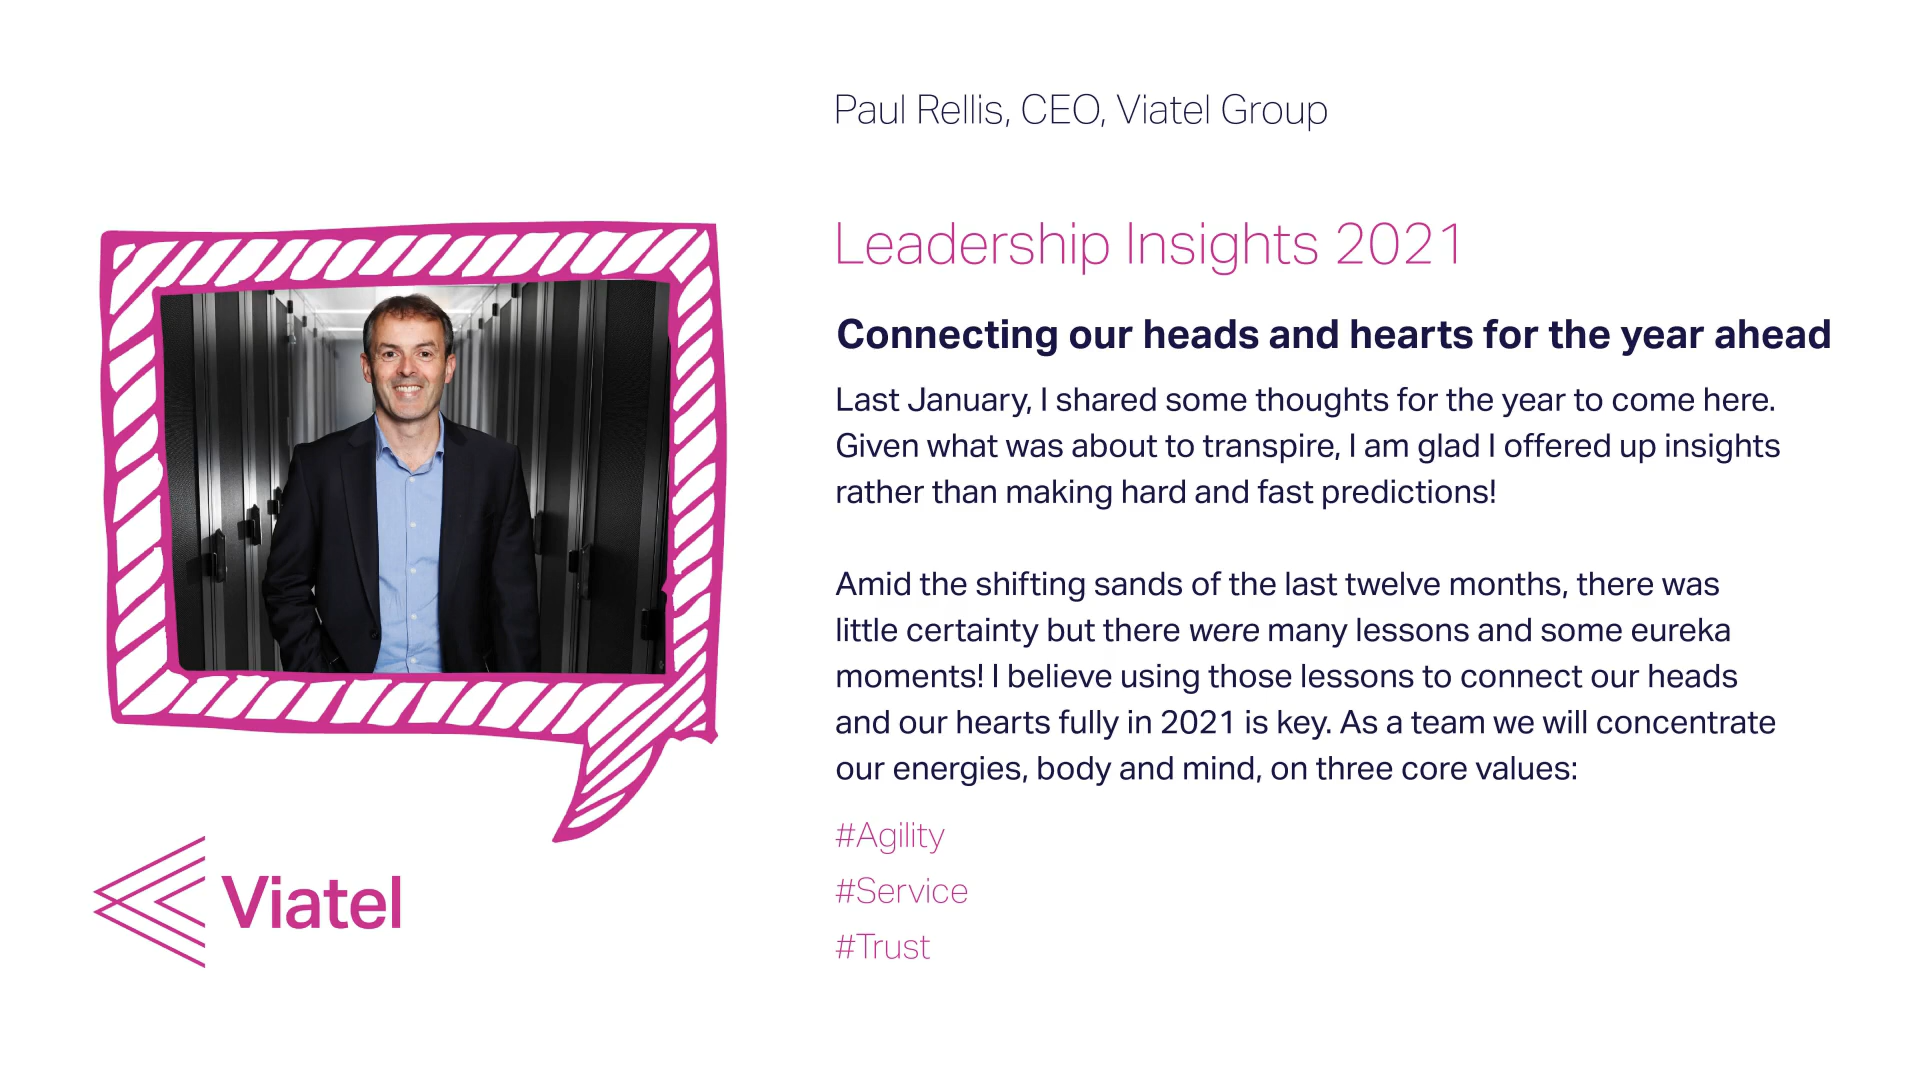 Paul Rellis, CEO, Viatel Group
Leadership Insights 2021
Connecting our heads and hearts for the year ahead
Last January, I shared some thoughts for the year to come here.
Given what was about to transpire, I am glad I offered up insights
rather than making hard and fast predictions!
Amid the shifting sands of the last twelve months, there was
little certainty but there were many lessons and some eureka
moments! I believe using those lessons to connect our heads
and our hearts fully in 2021 is key. As a team we will concentrate
our energies, body and mind, on three core values:
#Agility
#Service
#Trust
Viatel